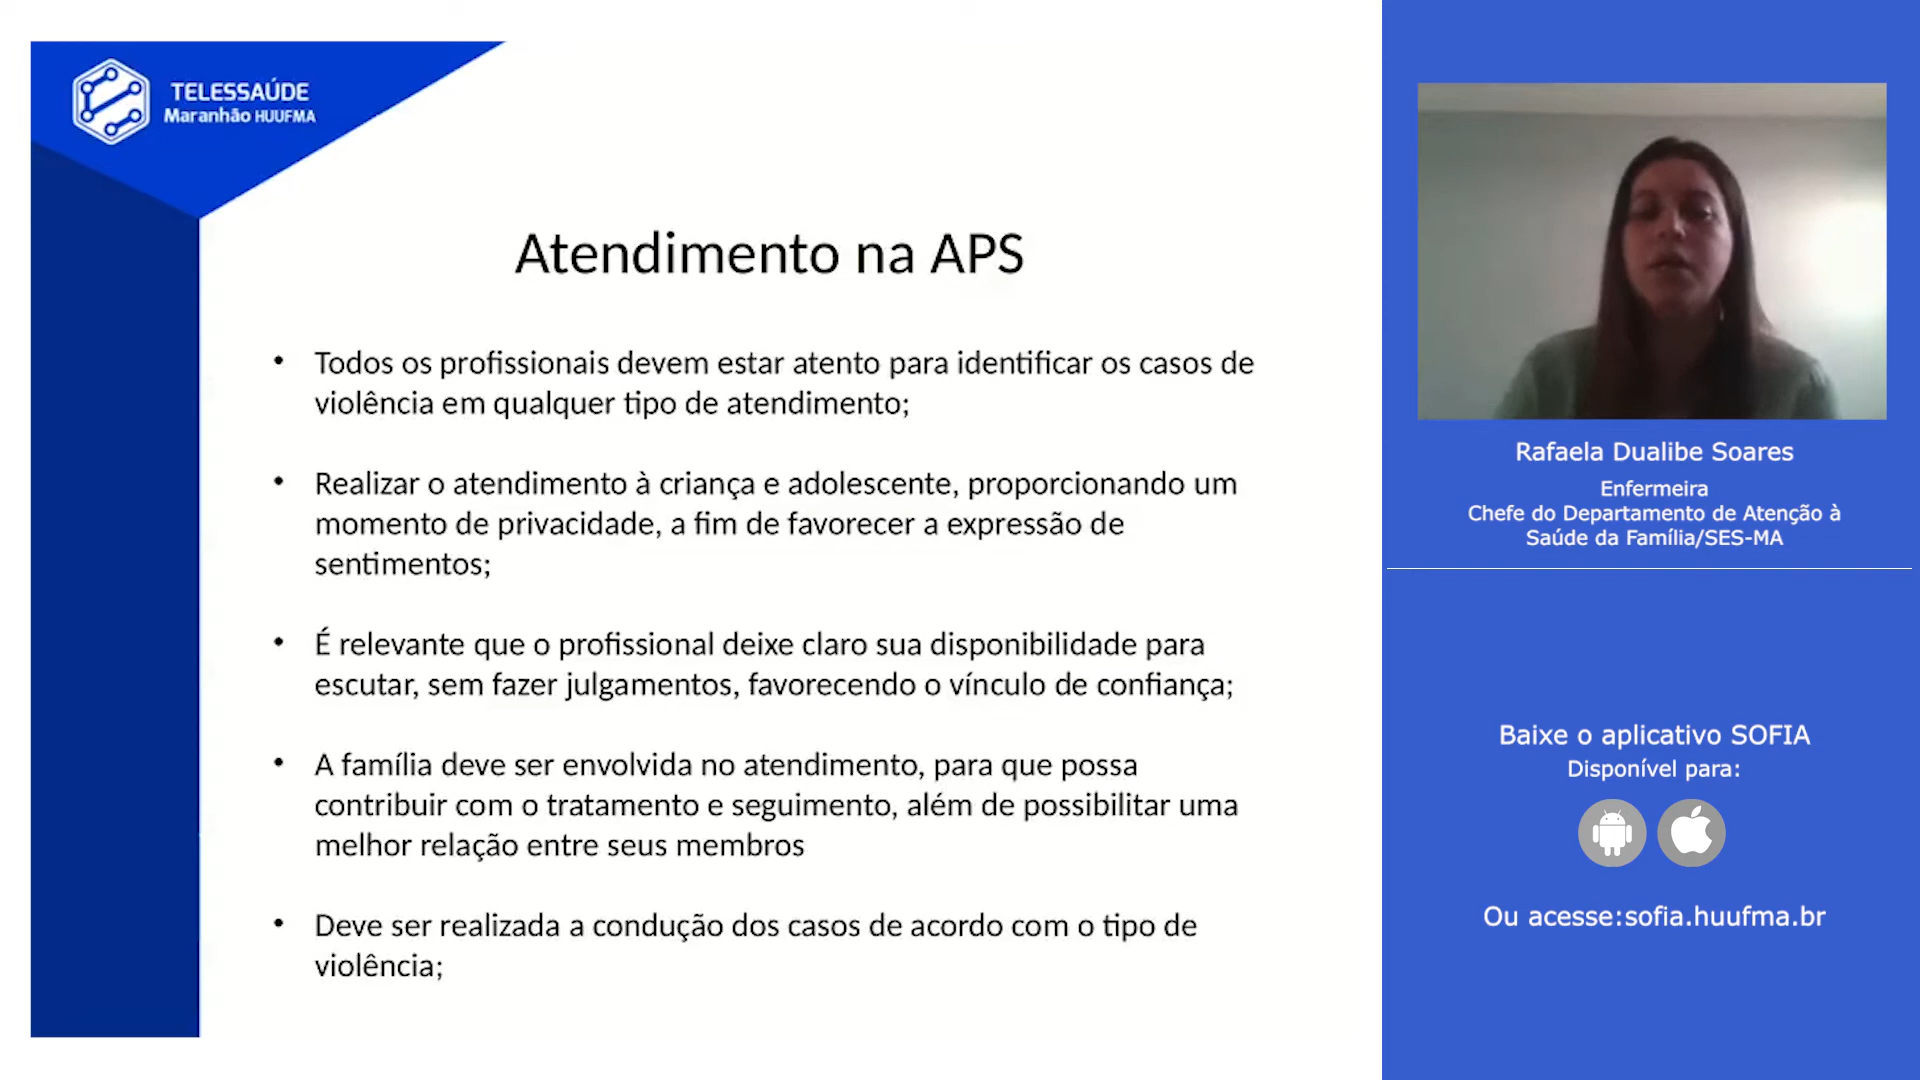 TELESSAÚDE
Maranhão HUUFMA
Atendimento na APS
• Todos os profissionais devem estar atento para identificar os casos de
violência em qualquer tipo de atendimento;
• Realizar o atendimento à criança e adolescente, proporcionando um
momento de privacidade, a fim de favorecer a expressão de
sentimentos;
• É relevante que o profissional deixe claro sua disponibilidade para
escutar, sem fazer julgamentos, favorecendo o vínculo de confiança;
• A família deve ser envolvida no atendimento, para que possa
contribuir com o tratamento e seguimento, além de possibilitar uma
melhor relação entre seus membros
• Deve ser realizada a condução dos casos de acordo com o tipo de
violência;
Rafaela Dualibe Soares
Enfermeira
Chefe do Departamento de Atenção à
Saúde da Família/SES-MA
Baixe o aplicativo SOFIA
Disponível para:
Ou acesse:sofia.huufma.br